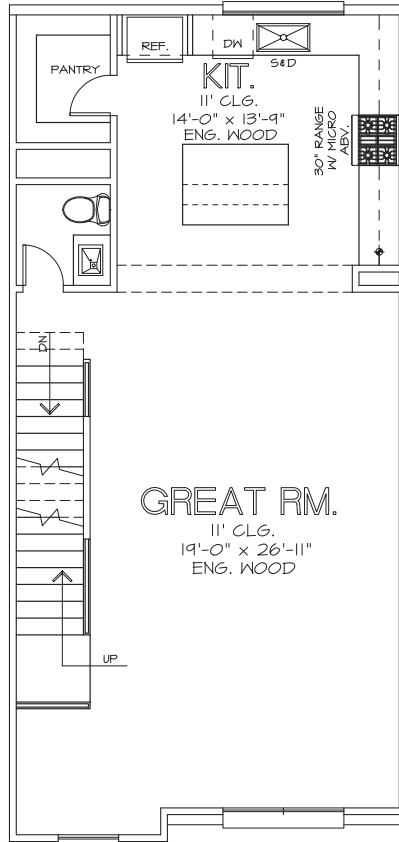 PANTRY
REF.
DW
S&D
KIT.
11' CLG.
14'-0" x 13'-9"
ENG. WOOD
30" RANGE
W/ MICRO
ABV.
DN
GREAT RM.
11' CLG.
19'-0" x 26'-11"
ENG. WOOD
UP